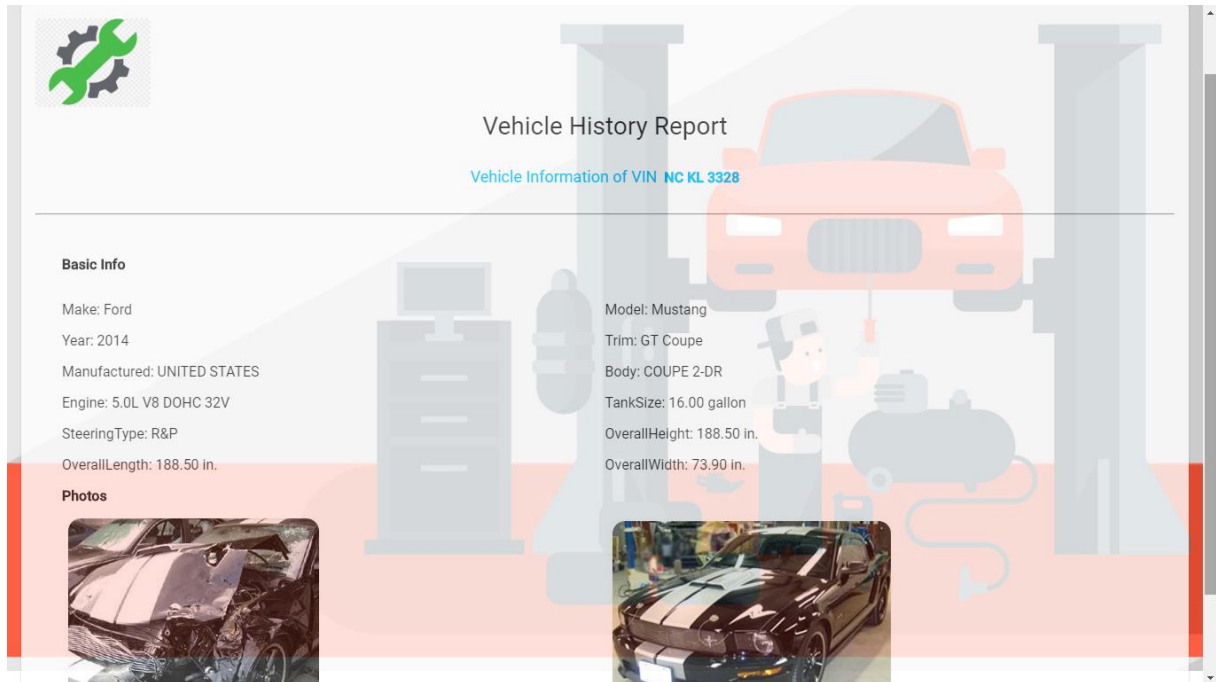 Vehicle History Report
Vehicle Information of VIN NC KL 3328
Basic Info
Make: Ford
Model: Mustang
Year: 2014
Trim: GT Coupe
Manufactured: UNITED STATES
Body: COUPE 2-DR
Engine: 5.0L V8 DOHC 32V
TankSize: 16.00 gallon
SteeringType: R&P
OverallHeight: 188.50 in.
OverallLength: 188.50 in.
OverallWidth: 73.90 in.
Photos